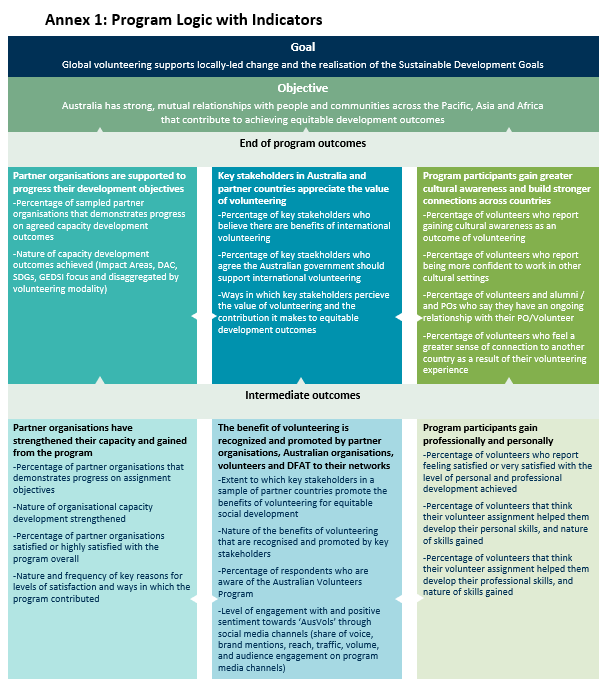 Annex 1: Program Logic with Indicators
Goal
Global volunteering supports locally-led change and the realisation of the Sustainable Development Goals
Objective
Australia has strong, mutual relationships with people and communities across the Pacific, Asia and Africa
that contribute to achieving equitable development outcomes
End of program outcomes
Partner organisations are supported to
progress their development objectives
-Percentage of sampled partner
organisations that demonstrates progress
on agreed capacity development
outcomes
-Nature of capacity development
outcomes achieved (Impact Areas, DAC,
SDGs, GEDSI focus and disaggregated by
volunteering modality)
Key stakeholders in Australia and
partner countries appreciate the value
of volunteering
-Percentage of key stakeholders who
believe there are benefits of international
volunteering
-Percentage of key staekholders who
agree the Australian government should
support international volunteering
-Ways in which key stakeholders percieve
the value of volunteering and the
contribution it makes to equitable
development outcomes
Program participants gain greater
cultural awareness and build stronger
connections across countries
-Percentage of volunteers who report
gaining cultural awareness as an
outcome of volunteering
-Percentage of volunteers who report
being more confident to work in other
cultural settings
-Percentage of volunteers and alumni /
and POs who say they have an ongoing
relationship with their PO/Volunteer
-Percentage of volunteers who feel a
greater sense of connection to another
country as a result of their volunteering
experience
Intermediate outcomes
Partner organisations have
strengthened their capacity and gained
from the program
-Percentage of partner organisations that
demonstrates progress on assignment
objectives
-Nature of organisational capacity
development strengthened
-Percentage of partner organisations
satisfied or highly satisfied with the
program overall
-Nature and frequency of key reasons for
levels of satisfaction and ways in which the
program contributed
The benefit of volunteering is
recognized and promoted by partner
organisations, Australian organisations,
volunteers and DFAT to their networks
-Extent to which key stakeholders in a
sample of partner countries promote the
benefits of volunteering for equitable
social development
-Nature of the benefits of volunteering
that are recognised and promoted by key
stakeholders
-Percentage of respondents who are
aware of the Australian Volunteers
Program
-Level of engagement with and positive
sentiment towards ‘AusVols’ through
social media channels (share of voice,
brand mentions, reach, traffic, volume,
and audience engagement on program
media channels)
Program participants gain
professionally and personally
-Percentage of volunteers who report
feeling satisfied or very satisfied with the
level of personal and professional
development achieved
-Percentage of volunteers that think
their volunteer assignment helped them
develop their personal skills, and nature
of skills gained
-Percentage of volunteers that think
their volunteer assignment helped them
develop their professional skills, and
nature of skills gained